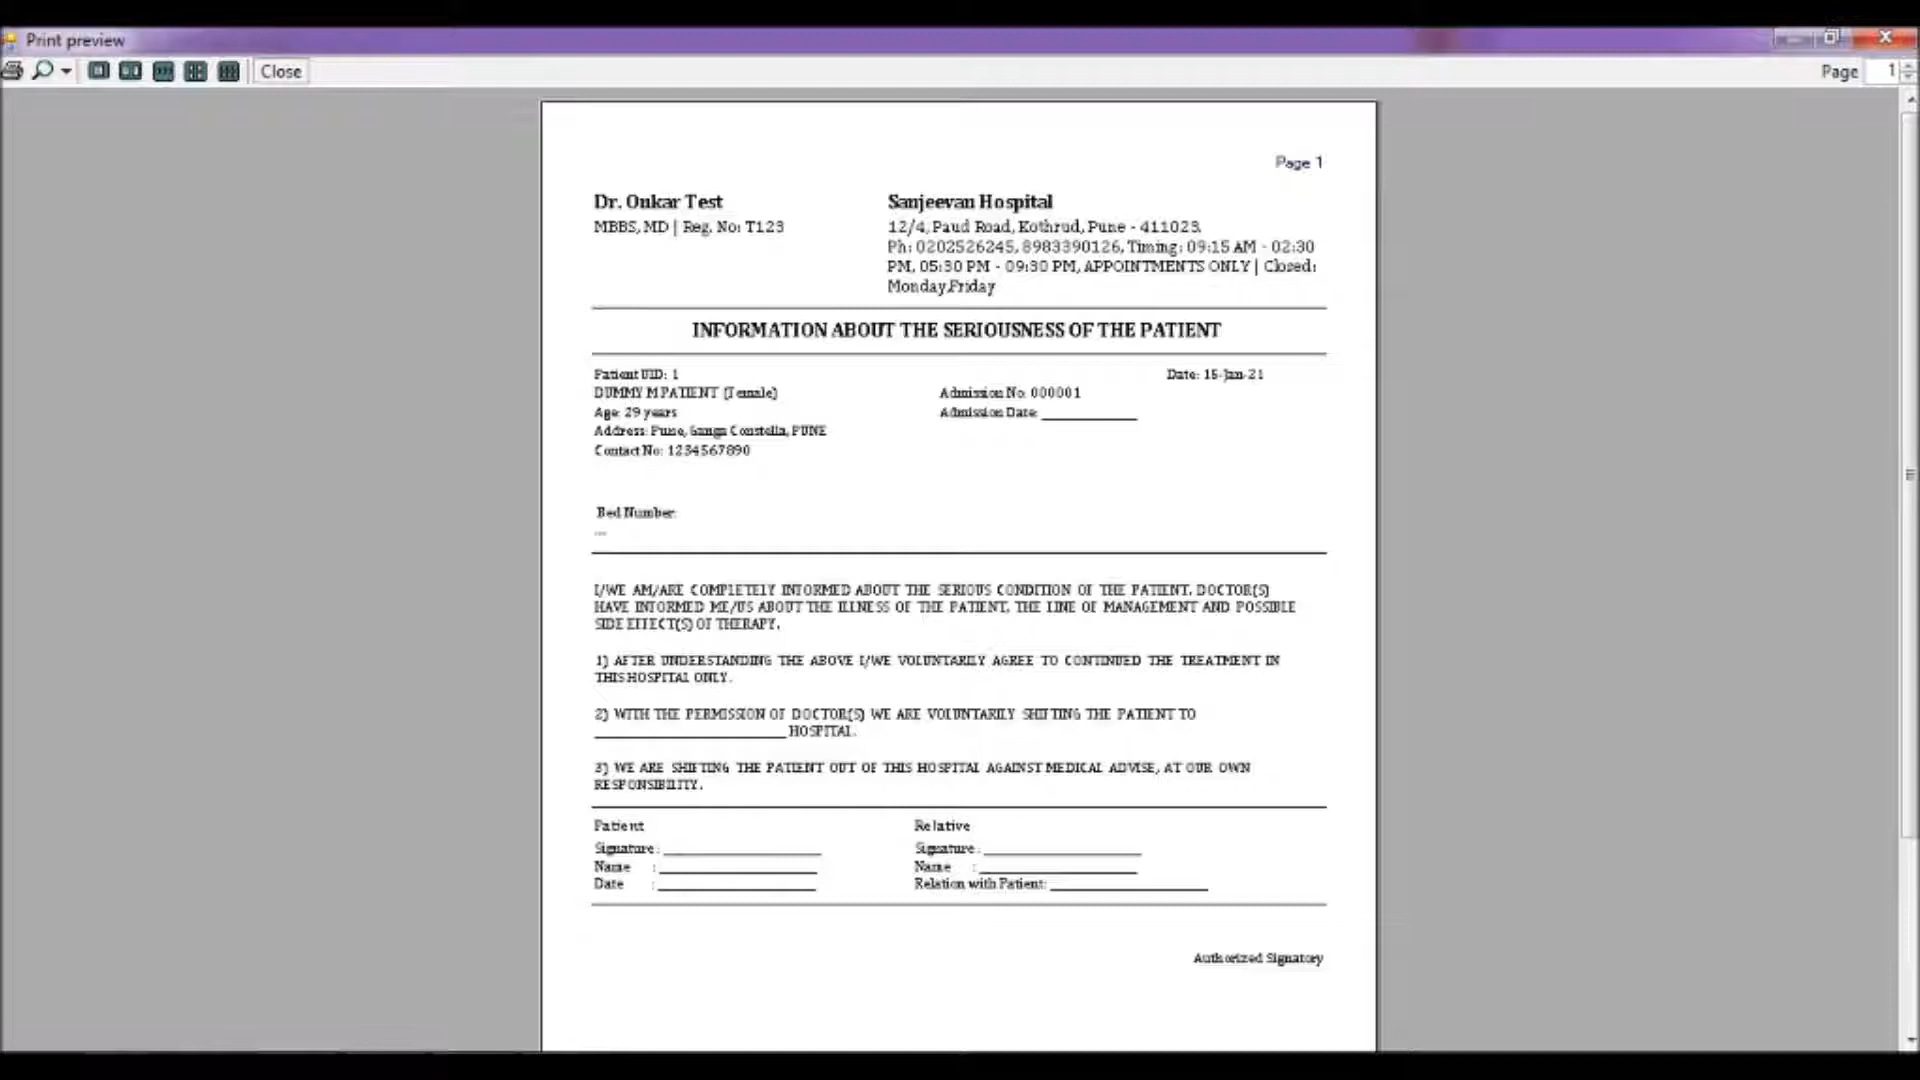 Print preview
Close
Page 1
Page 1
Dr. Onkar Test
MBBS, MD | Reg. No: T123
Sanjeevan Hospital
12/4, Paud Road, Kothrud, Pune - 411023.
Ph: 0202526245, 8983390126, Timing: 09:15 AM - 02:30
PM, 05:30 PM - 09:30 PM, APPOINTMENTS ONLY | Closed:
Monday,Friday
INFORMATION ABOUT THE SERIOUSNESS OF THE PATIENT
Patient UID: 1
Date: 15-Jan-21
DUMMY M PATIENT (Female)
Admission No: 000001
Age: 29 years
Admission Date:
Address: Pune, Ganga Constella, PUNE
Contact No: 1234567890
Bed Number:
---
I/WE AM/ARE COMPLETELY INFORMED ABOUT THE SERIOUS CONDITION OF THE PATIENT. DOCTOR(S)
HAVE INFORMED ME/US ABOUT THE ILLNESS OF THE PATIENT, THE LINE OF MANAGEMENT AND POSSIBLE
SIDE EFFECT(S) OF THERAPY.
1) AFTER UNDERSTANDING THE ABOVE I/WE VOLUNTARILY AGREE TO CONTINUED THE TREATMENT IN
THIS HOSPITAL ONLY.
2) WITH THE PERMISSION OF DOCTOR(S) WE ARE VOLUNTARILY SHIFTING THE PATIENT TO
____________________ HOSPITAL.
3) WE ARE SHIFTING THE PATIENT OUT OF THIS HOSPITAL AGAINST MEDICAL ADVISE, AT OUR OWN
RESPONSIBILITY.
Patient
Relative
Signature :
Signature :
Name :
Name :
Date :
Relation with Patient:
Authorized Signatory